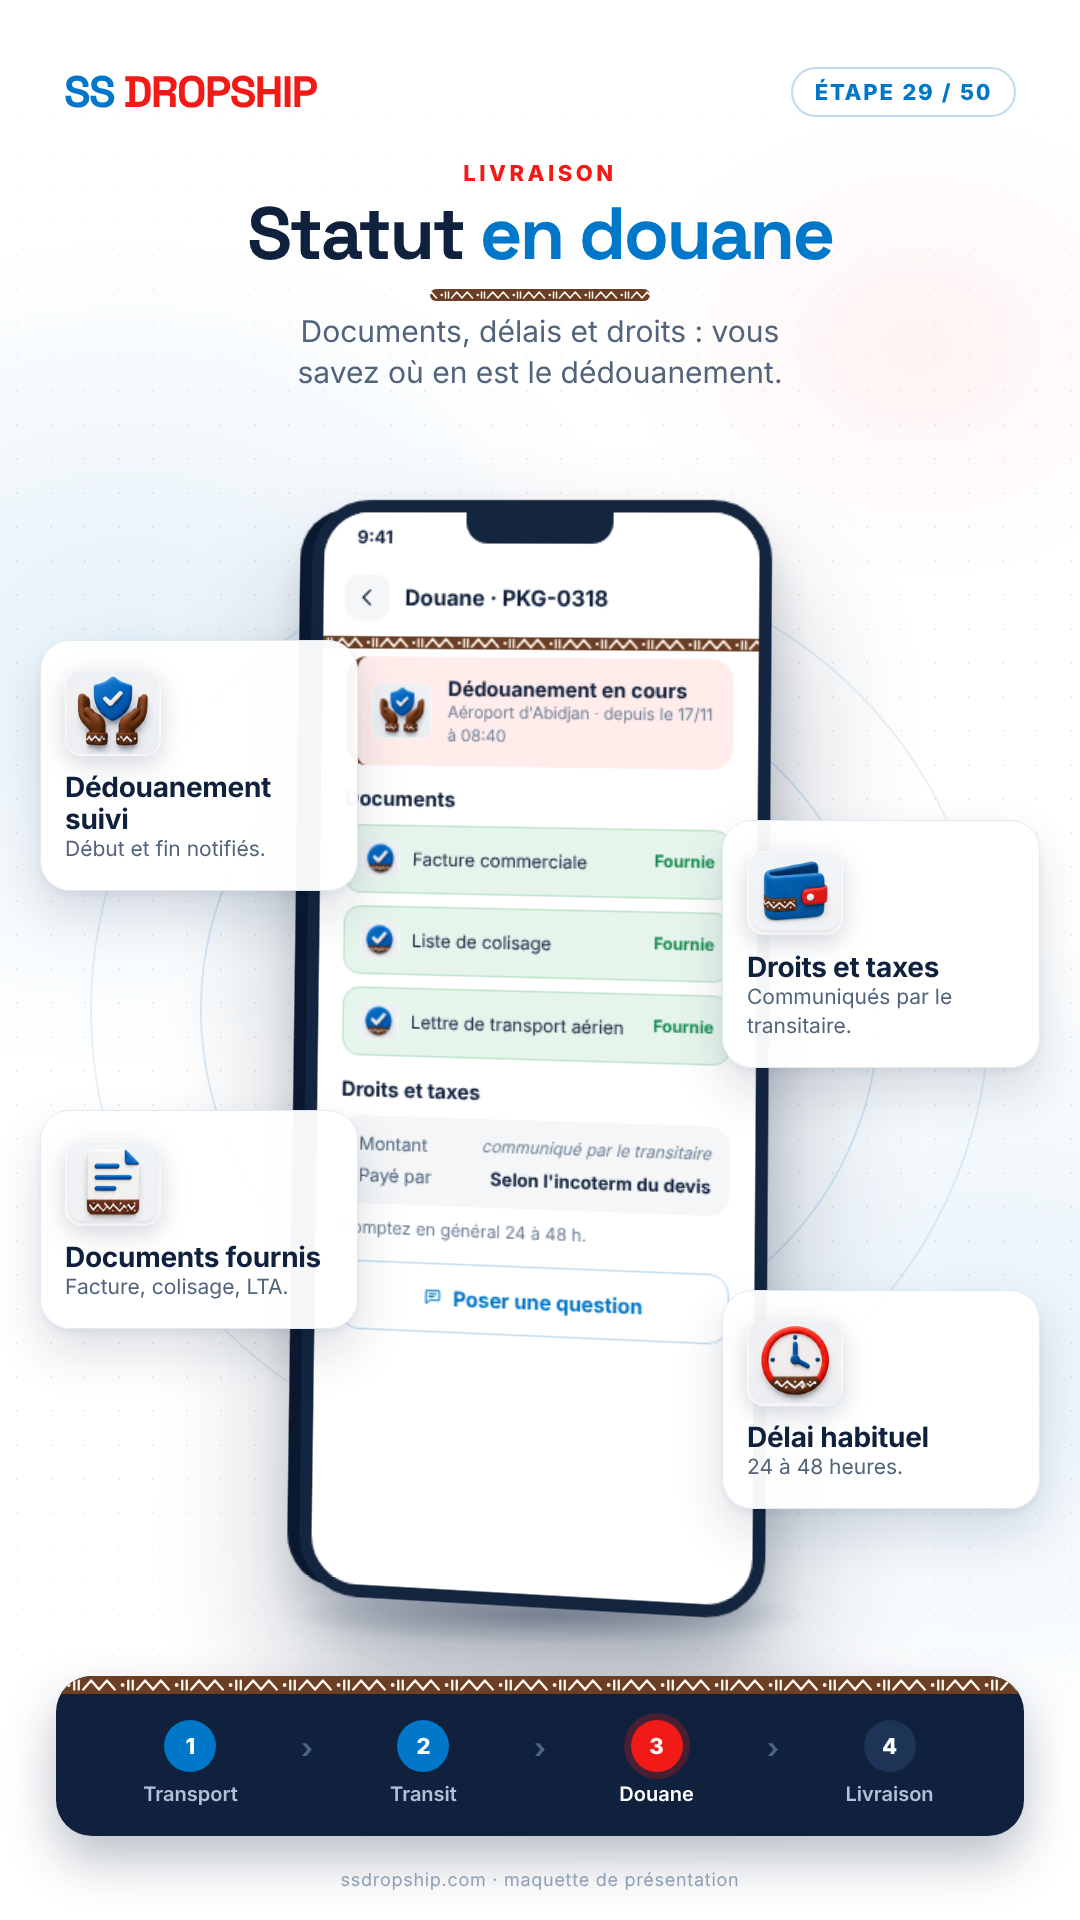 SS DROPSHIP
ÉTAPE 29 / 50
LIVRAISON
Statut en douane
Documents, délais et droits : vous
savez où en est le dédouanement.
9:41
Douane · PKG-0318
Dédouanement en cours
Aéroport d'Abidjan · depuis le 17/11
à 08:40
Documents
Facture commerciale
Fournie
Liste de colisage
Fournie
Lettre de transport aérien
Fournie
Droits et taxes
Montant
communiqué par le transitaire
Payé par
Selon l'incoterm du devis
Comptez en général 24 à 48 h.
Poser une question
Dédouanement
suivi
Début et fin notifiés.
Droits et taxes
Communiqués par le
transitaire.
Documents fournis
Facture, colisage, LTA.
Délai habituel
24 à 48 heures.
1
Transport
›
2
Transit
›
3
Douane
›
4
Livraison
ssdropship.com · maquette de présentation